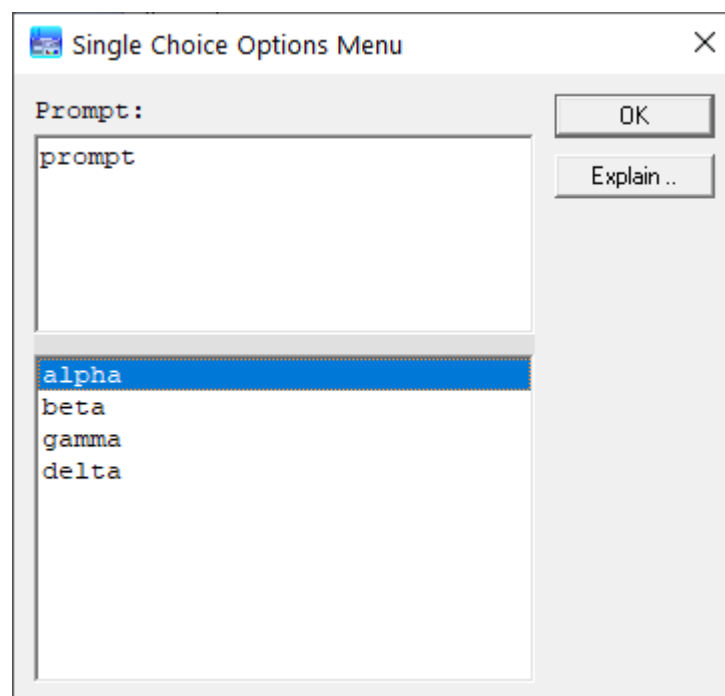 Single Choice Options Menu
Prompt:
OK
prompt
Explain ..
alpha
beta
gamma
delta